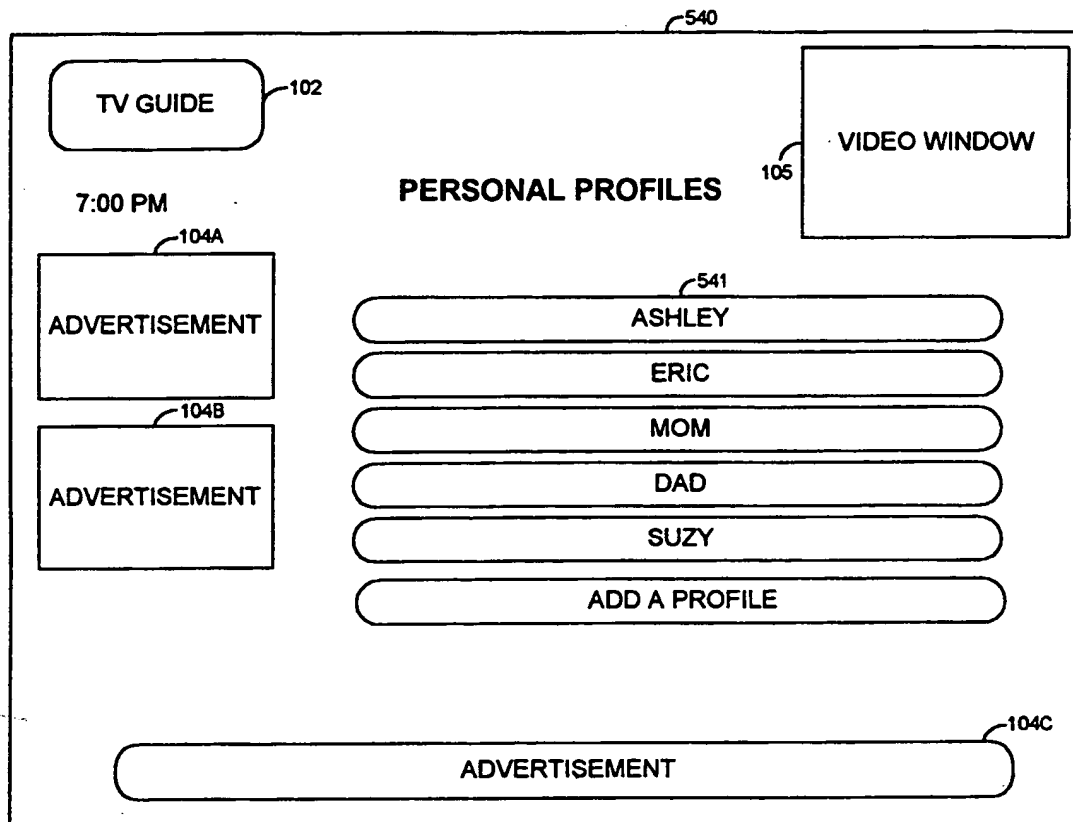 540
TV GUIDE
102
VIDEO WINDOW
105
PERSONAL PROFILES
7:00 PM
104A
ADVERTISEMENT
104B
ADVERTISEMENT
541
ASHLEY
ERIC
MOM
DAD
SUZY
ADD A PROFILE
104C
ADVERTISEMENT